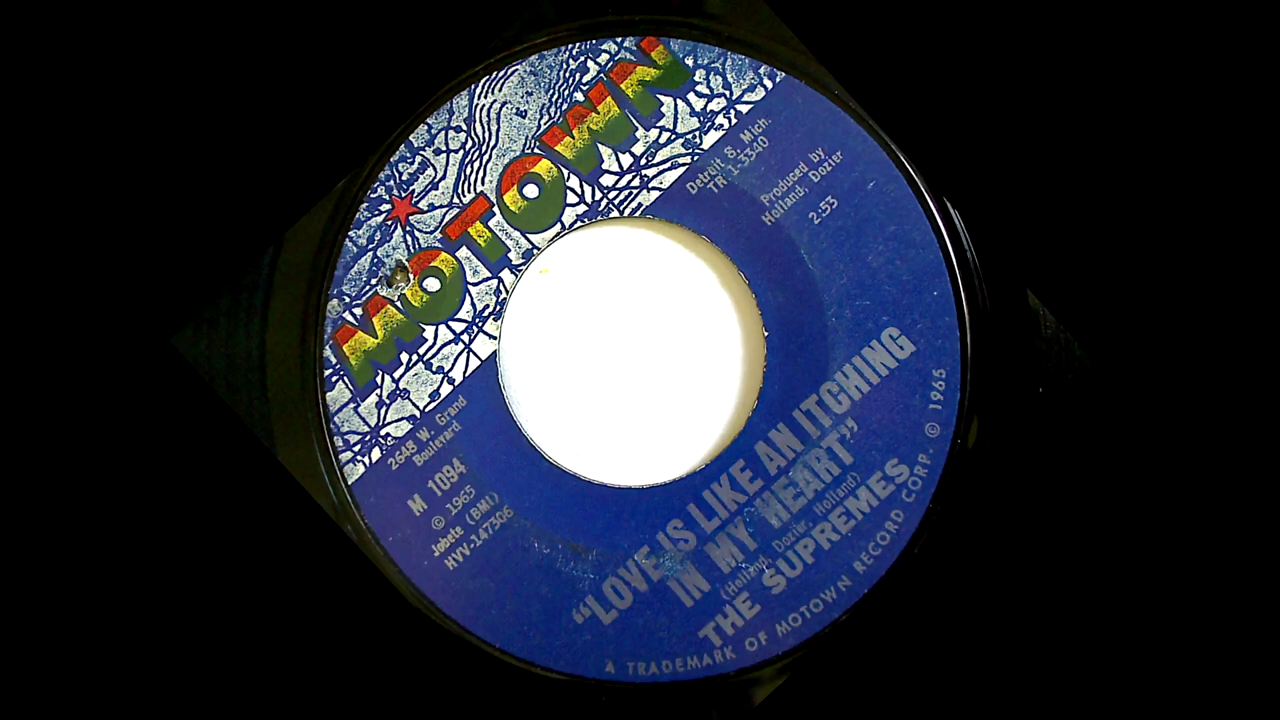 MOTOWN
Detroit 8, Mich.
TR 1-3340
Produced by
Holland, Dozier
2:53
2648 W. Grand
Boulevard
M 1094
© 1965
Jobete (BMI)
HVV-147306
"LOVE IS LIKE AN ITCHING
IN MY HEART"
(Holland, Dozier, Holland)
THE SUPREMES
A TRADEMARK OF MOTOWN RECORD CORP. © 1965